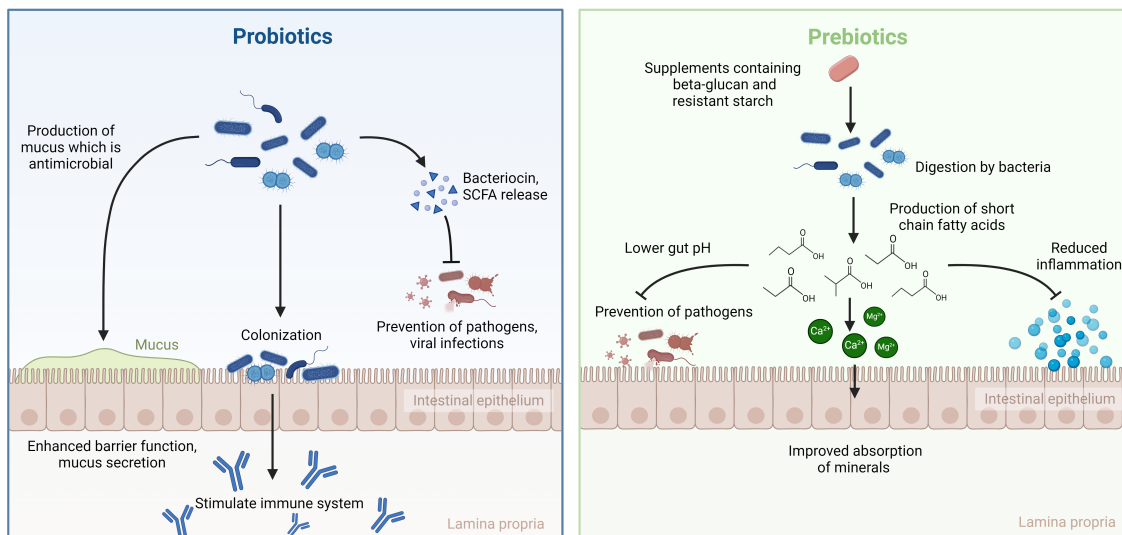 Probiotics
Production of
mucus which is
antimicrobial
Bacteriocin,
SCFA release
Prevention of pathogens,
viral infections
Colonization
Mucus
Intestinal epithelium
Enhanced barrier function,
mucus secretion
Stimulate immune system
Lamina propria
Prebiotics
Supplements containing
beta-glucan and
resistant starch
Digestion by bacteria
Production of short
chain fatty acids
Lower gut pH
Reduced
inflammation
O
OH
O
OH
O
OH
O
OH
O
OH
Prevention of pathogens
Ca²⁺
Mg²⁺
Ca²⁺
Mg²⁺
Intestinal epithelium
Improved absorption
of minerals
Lamina propria